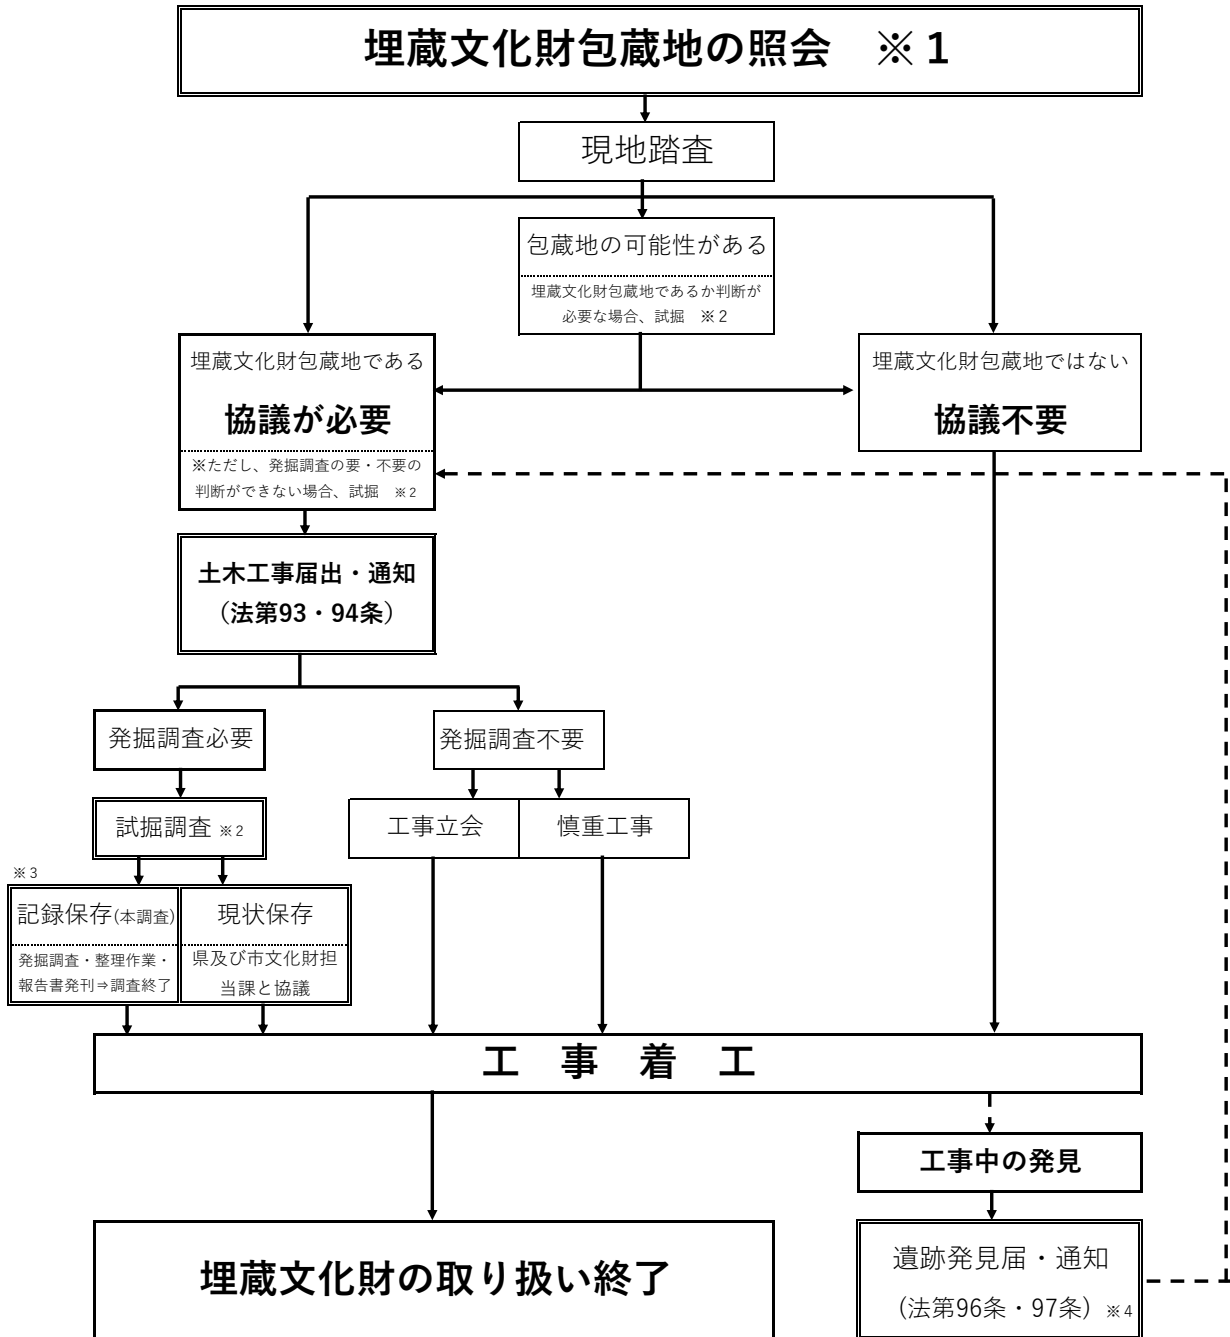 埋蔵文化財包蔵地の照会　※１
現地踏査
包蔵地の可能性がある
埋蔵文化財包蔵地であるか判断が
必要な場合、試掘　※２
埋蔵文化財包蔵地である
協議が必要
※ただし、発掘調査の要・不要の
判断ができない場合、試掘　※２
埋蔵文化財包蔵地ではない
協議不要
土木工事届出・通知
（法第93・94条）
発掘調査必要
発掘調査不要
試掘調査 ※２
工事立会
慎重工事
※３
記録保存(本調査)
発掘調査・整理作業・
報告書発刊⇒調査終了
現状保存
県及び市文化財担
当課と協議
工　事　着　工
工事中の発見
遺跡発見届・通知
（法第96条・97条）※４
埋蔵文化財の取り扱い終了